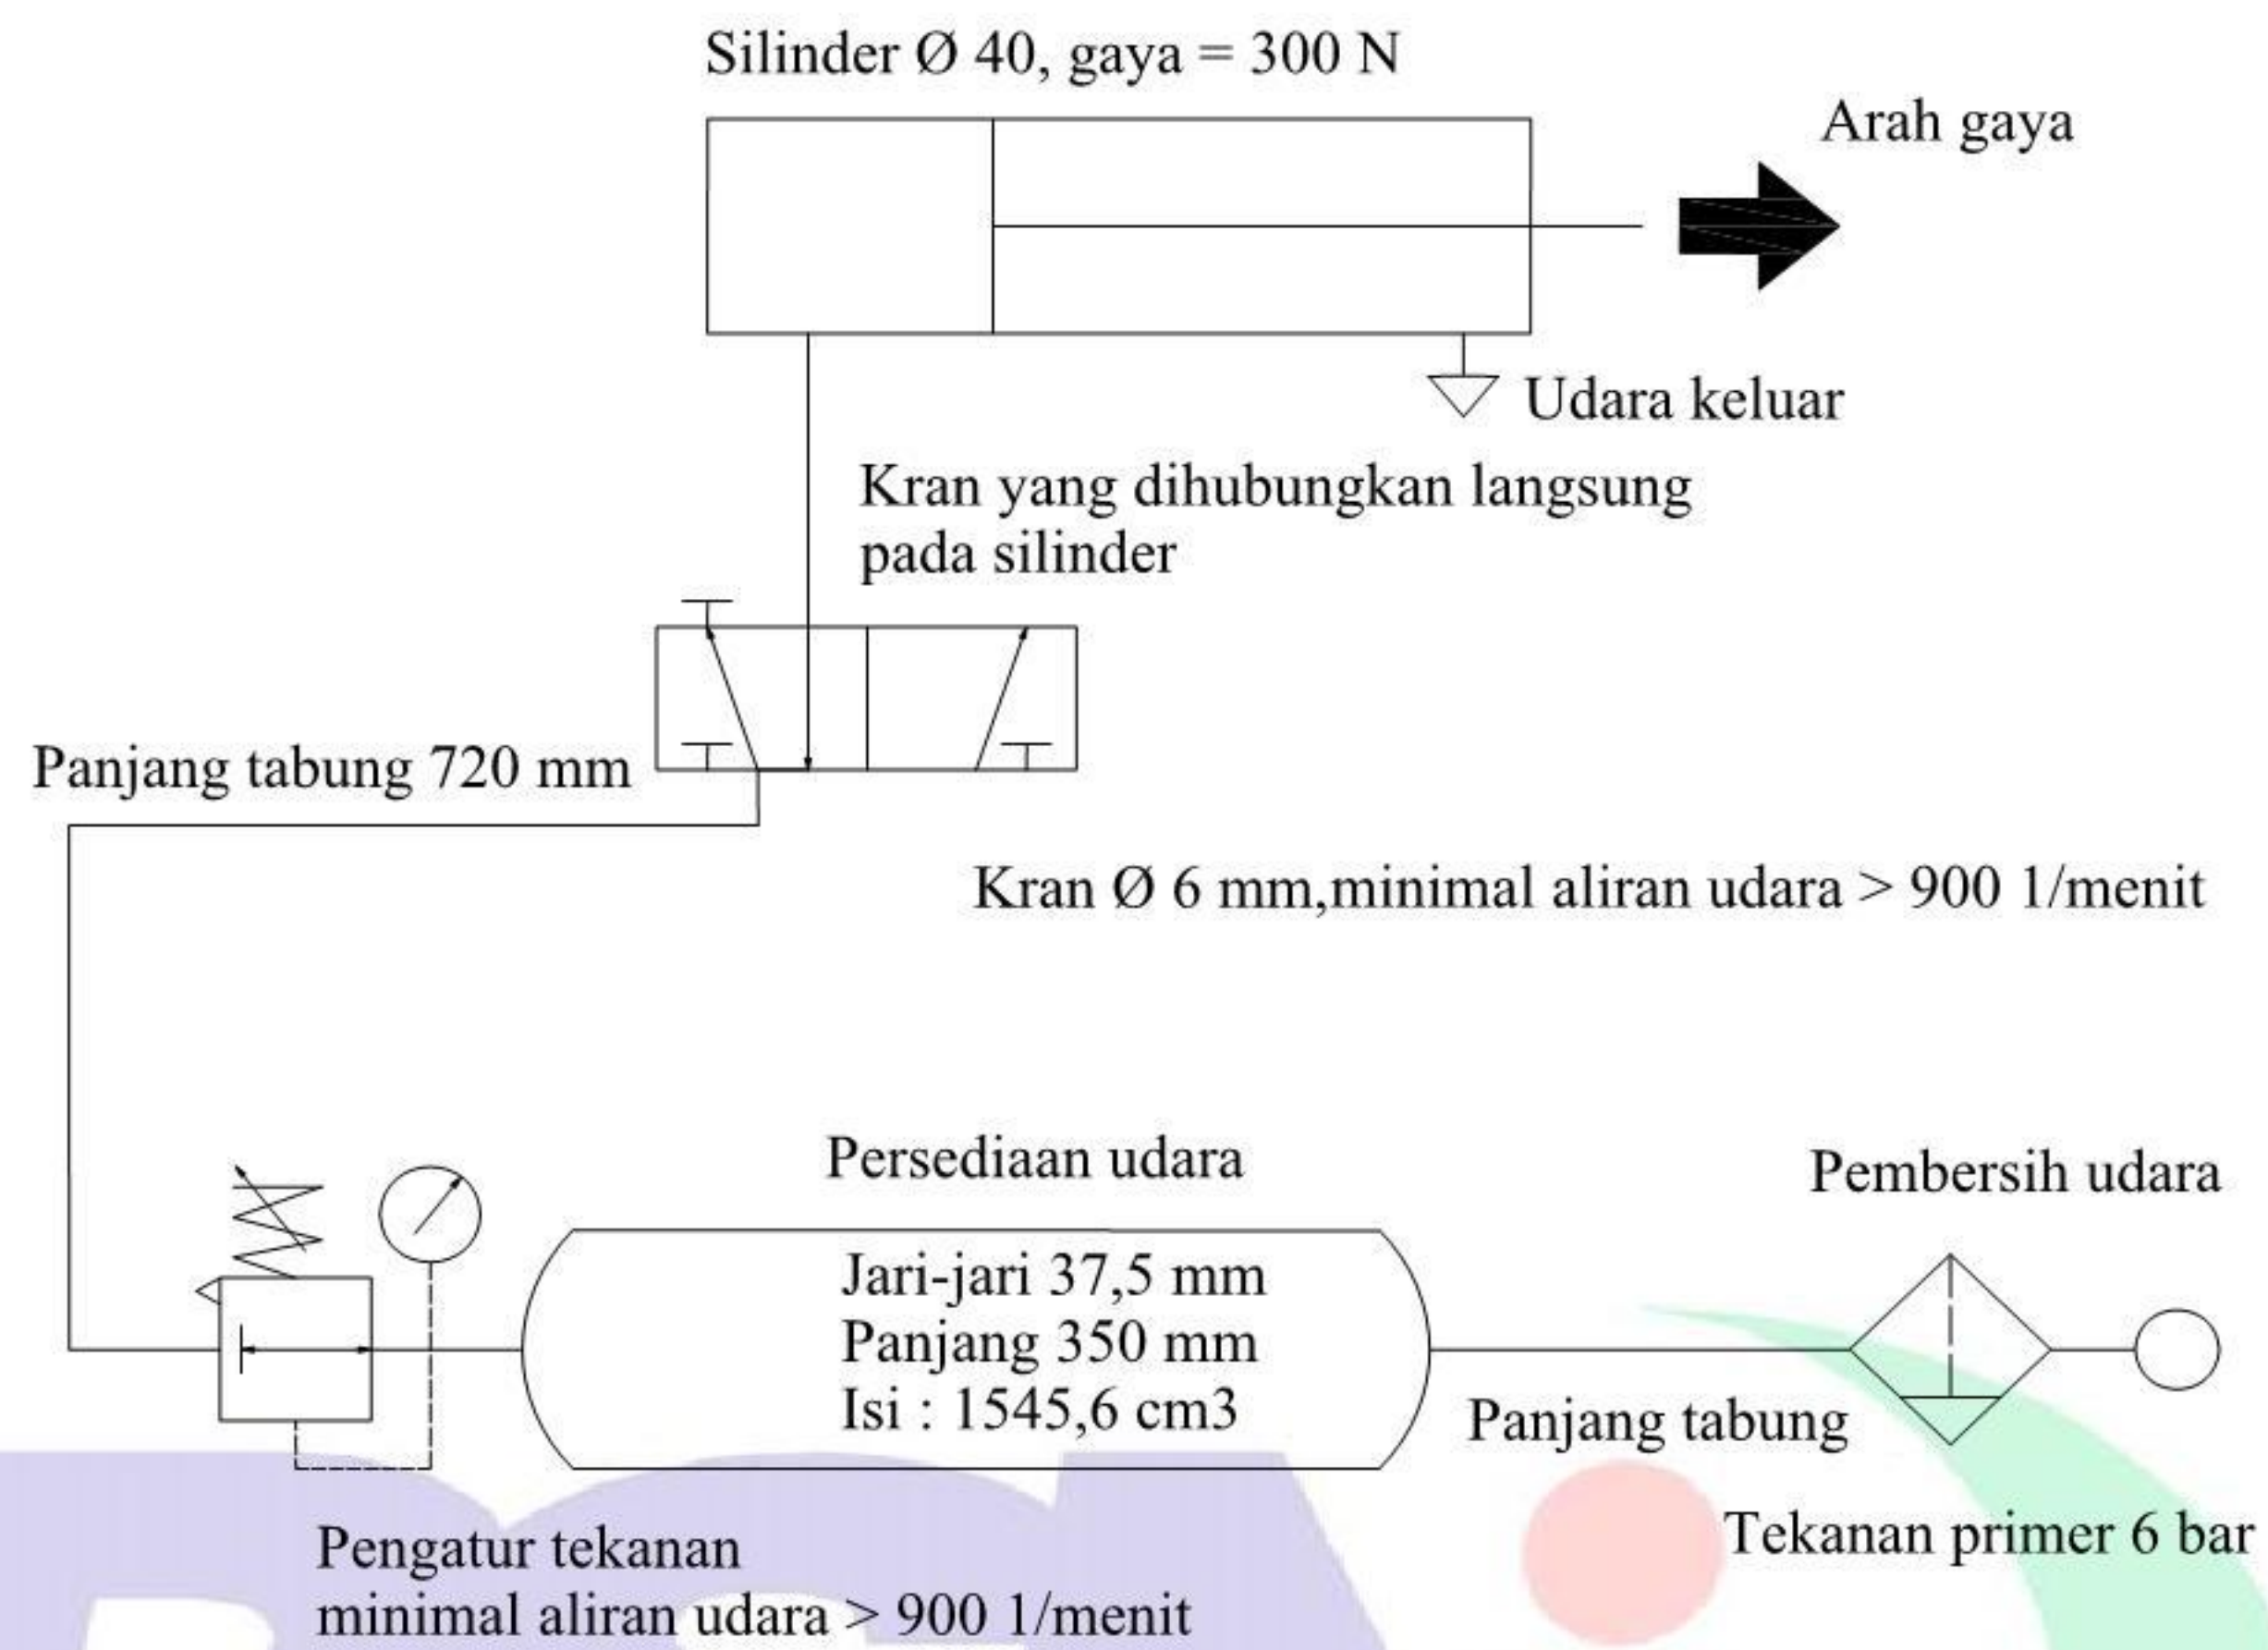 Silinder Ø 40, gaya = 300 N
Arah gaya
Udara keluar
Kran yang dihubungkan langsung
pada silinder
Panjang tabung 720 mm
Kran Ø 6 mm,minimal aliran udara > 900 1/menit
Persediaan udara
Pembersih udara
Jari-jari 37,5 mm
Panjang 350 mm
Isi : 1545,6 cm3
Panjang tabung
Tekanan primer 6 bar
Pengatur tekanan
minimal aliran udara > 900 1/menit